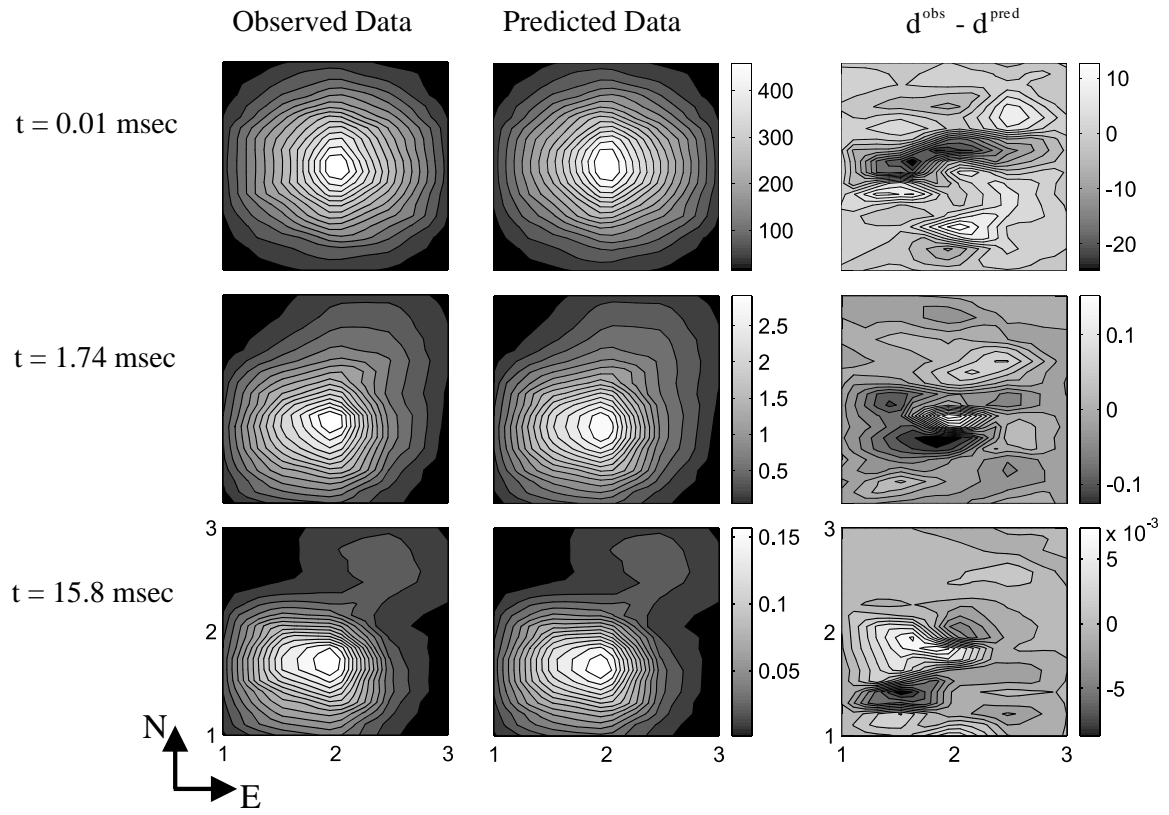 Observed Data Predicted Data d^obs - d^pred
t = 0.01 msec
400
300
200
100
10
0
-10
-20
t = 1.74 msec
2.5
2
1.5
1
0.5
0.1
0
-0.1
t = 15.8 msec
3
2
1
0.15
0.1
0.05
x 10^-3
5
0
-5
2
1
1 2 3
1 2 3
1 2 3
N
E